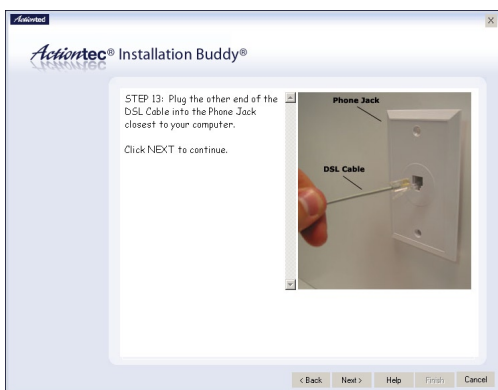 Actiontec
Actiontec® Installation Buddy®
STEP 13: Plug the other end of the
DSL Cable into the Phone Jack
closest to your computer.
Click NEXT to continue.
Phone Jack
DSL Cable
< Back Next > Help Finish Cancel